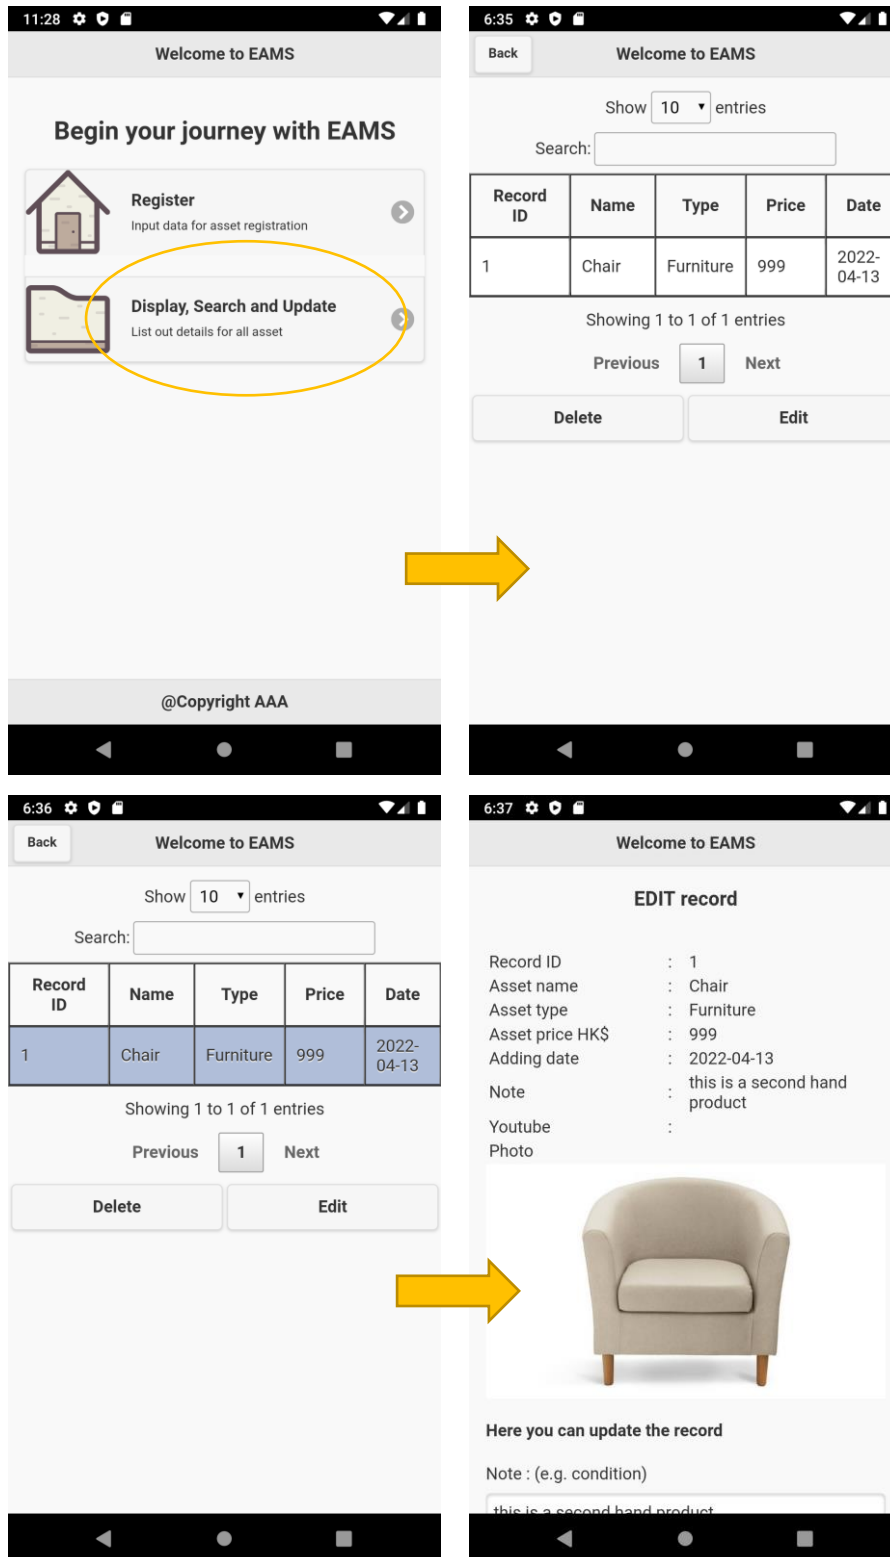 11:28
Welcome to EAMS
Begin your journey with EAMS
Register
Input data for asset registration
Display, Search and Update
List out details for all asset
@Copyright AAA
6:35
Back
Welcome to EAMS
Show 10 entries
Search:
Record ID Name Type Price Date
1 Chair Furniture 999 2022-04-13
Showing 1 to 1 of 1 entries
Previous 1 Next
Delete Edit
6:36
Back
Welcome to EAMS
Show 10 entries
Search:
Record ID Name Type Price Date
1 Chair Furniture 999 2022-04-13
Showing 1 to 1 of 1 entries
Previous 1 Next
Delete Edit
6:37
Welcome to EAMS
EDIT record
Record ID : 1
Asset name : Chair
Asset type : Furniture
Asset price HK$ : 999
Adding date : 2022-04-13
Note : this is a second hand
product
Youtube :
Photo
Here you can update the record
Note : (e.g. condition)
this is a second hand product